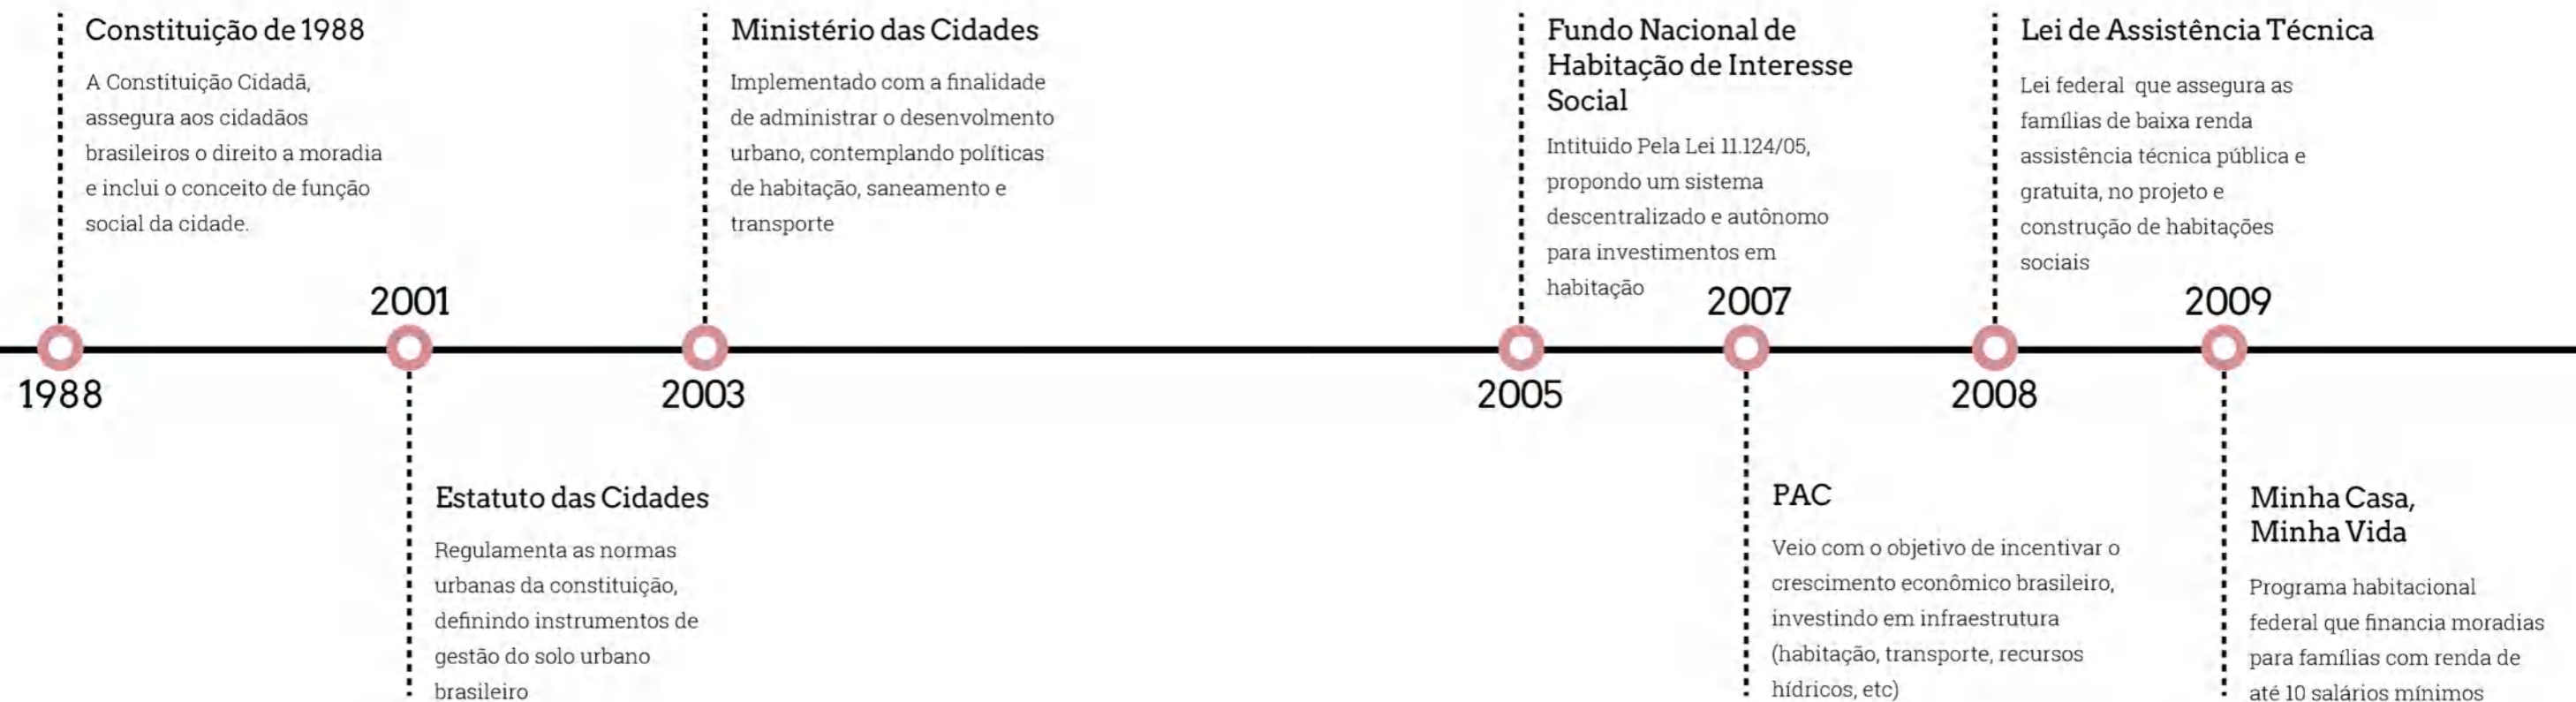 Constituição de 1988
A Constituição Cidadã,
assegura aos cidadãos
brasileiros o direito a moradia
e inclui o conceito de função
social da cidade.
1988
2001
Estatuto das Cidades
Regulamenta as normas
urbanas da constituição,
definindo instrumentos de
gestão do solo urbano
brasileiro
Ministério das Cidades
Implementado com a finalidade
de administrar o desenvolmento
urbano, contemplando políticas
de habitação, saneamento e
transporte
2003
Fundo Nacional de
Habitação de Interesse
Social
Intituido Pela Lei 11.124/05,
propondo um sistema
descentralizado e autônomo
para investimentos em
habitação
2005
2007
PAC
Veio com o objetivo de incentivar o
crescimento econômico brasileiro,
investindo em infraestrutura
(habitação, transporte, recursos
hídricos, etc)
Lei de Assistência Técnica
Lei federal  que assegura as
famílias de baixa renda
assistência técnica pública e
gratuita, no projeto e
construção de habitações
sociais
2008
2009
Minha Casa,
Minha Vida
Programa habitacional
federal que financia moradias
para famílias com renda de
até 10 salários mínimos